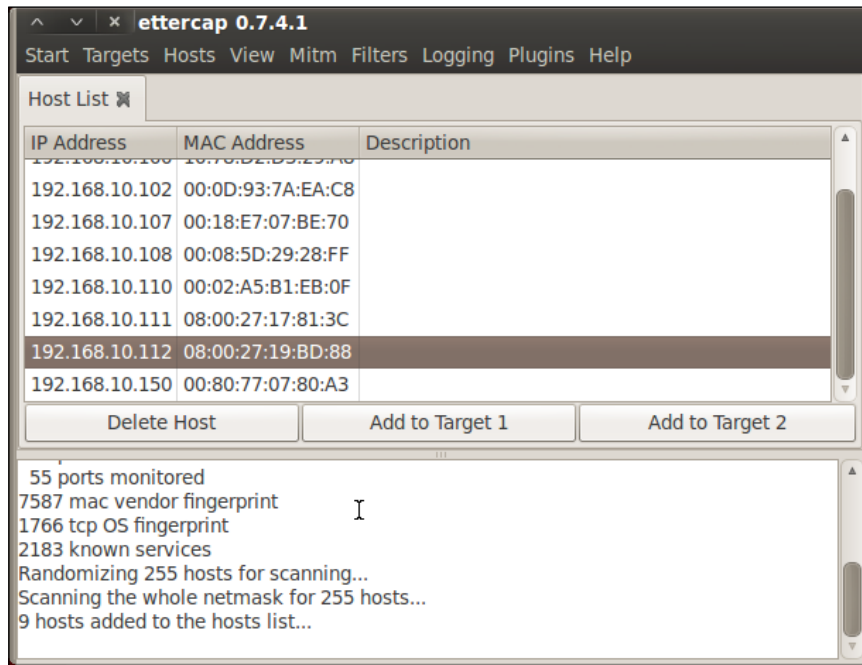 ettercap 0.7.4.1
Start Targets Hosts View Mitm Filters Logging Plugins Help
Host List
IP Address MAC Address Description
192.168.10.102 00:0D:93:7A:EA:C8
192.168.10.107 00:18:E7:07:BE:70
192.168.10.108 00:08:5D:29:28:FF
192.168.10.110 00:02:A5:B1:EB:0F
192.168.10.111 08:00:27:17:81:3C
192.168.10.112 08:00:27:19:BD:88
192.168.10.150 00:80:77:07:80:A3
Delete Host Add to Target 1 Add to Target 2
55 ports monitored
7587 mac vendor fingerprint
1766 tcp OS fingerprint
2183 known services
Randomizing 255 hosts for scanning...
Scanning the whole netmask for 255 hosts...
9 hosts added to the hosts list...